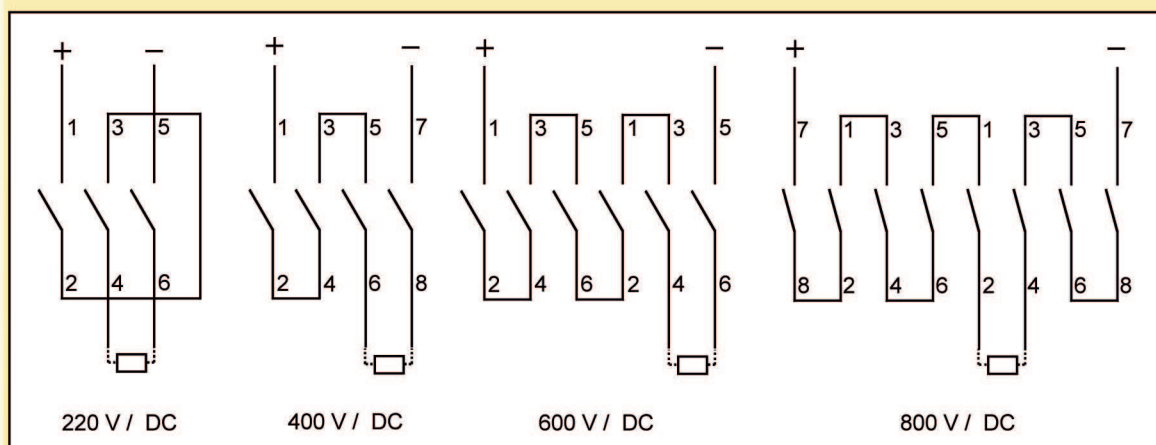 + − + − + − + −
1 3 5 1 3 5 7 1 3 5 1 3 5 7 1 3 5 1 3 5 7
2 4 6 2 4 6 8 2 4 6 2 4 6 8 2 4 6 2 4 6 8
220 V / DC 400 V / DC 600 V / DC 800 V / DC